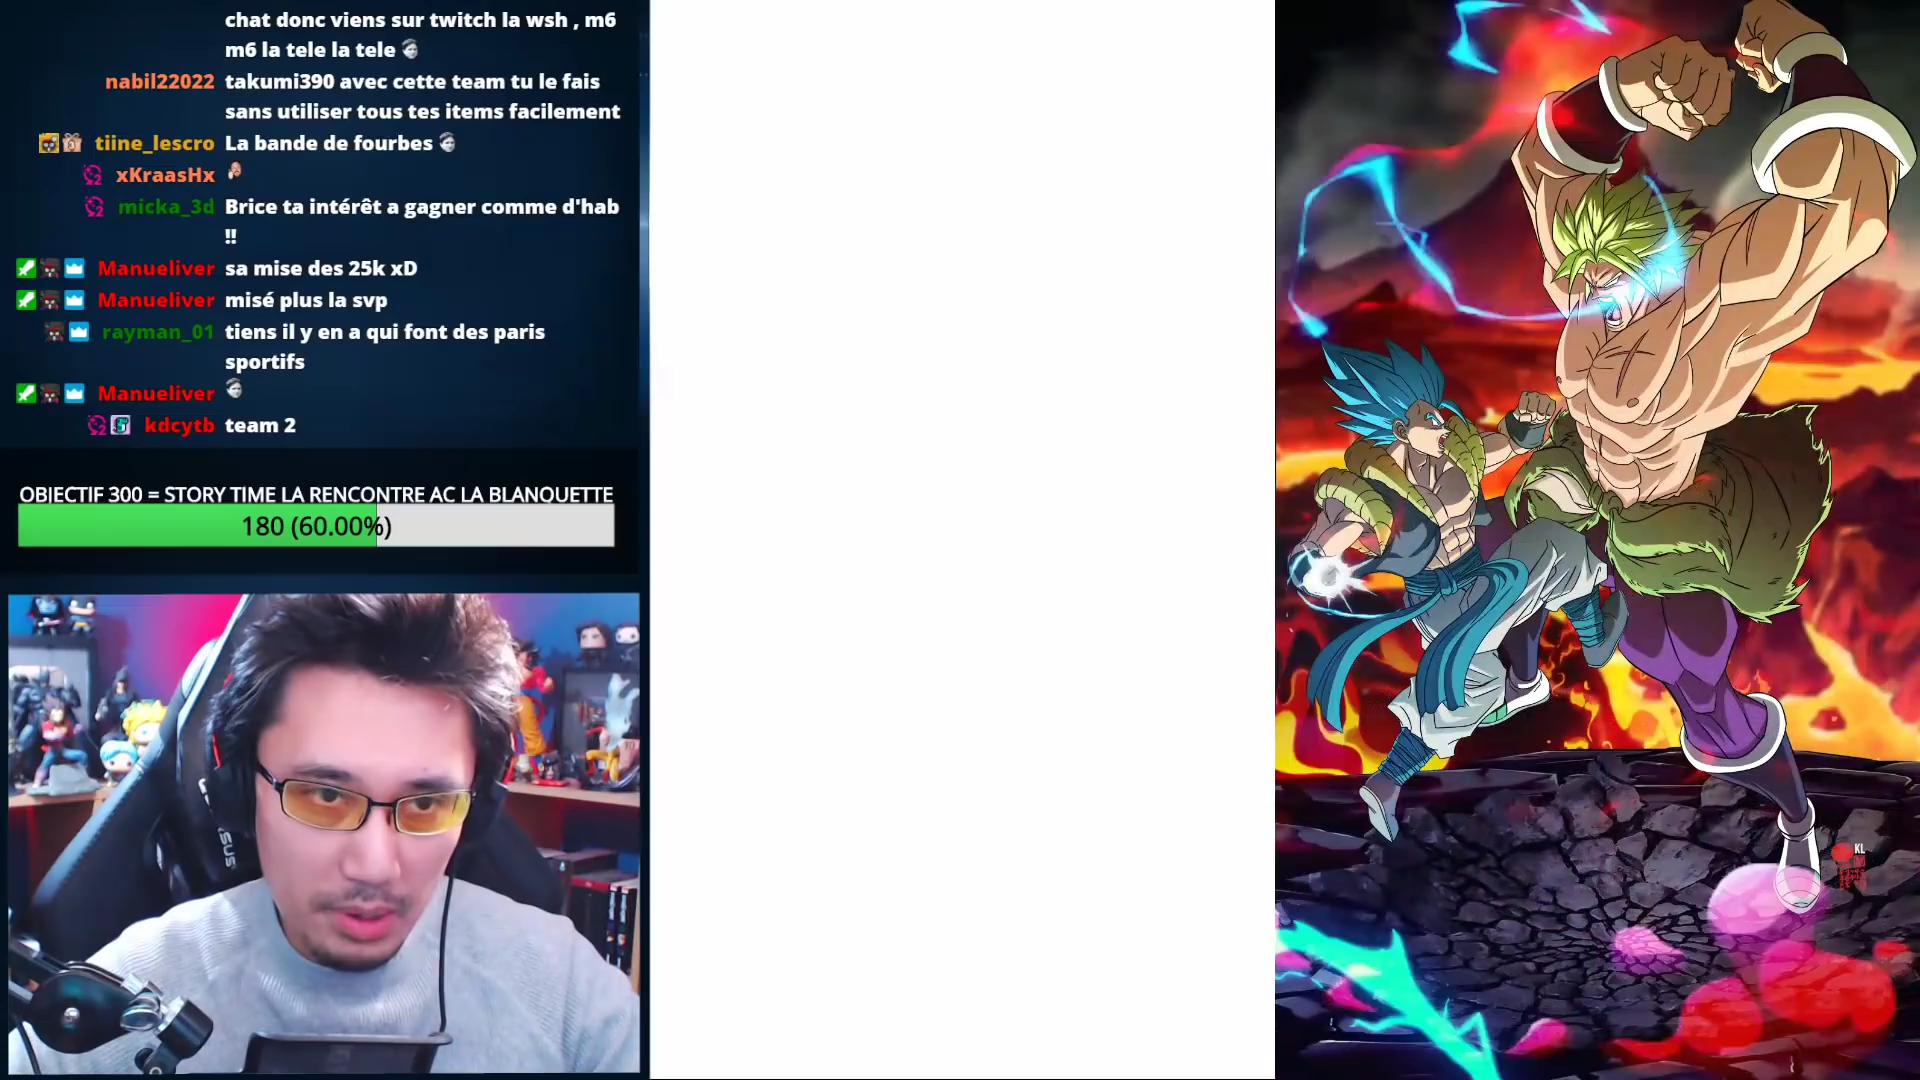 chat donc viens sur twitch la wsh , m6
m6 la tele la tele
nabil22022 takumi390 avec cette team tu le fais
sans utiliser tous tes items facilement
tiine_lescro La bande de fourbes
xKraasHx
micka_3d Brice ta intérêt a gagner comme d'hab
!!
Manueliver sa mise des 25k xD
Manueliver misé plus la svp
rayman_01 tiens il y en a qui font des paris
sportifs
Manueliver
kdcytb team 2
OBJECTIF 300 = STORY TIME LA RENCONTRE AC LA BLANQUETTE
180 (60.00%)
SUS
KL